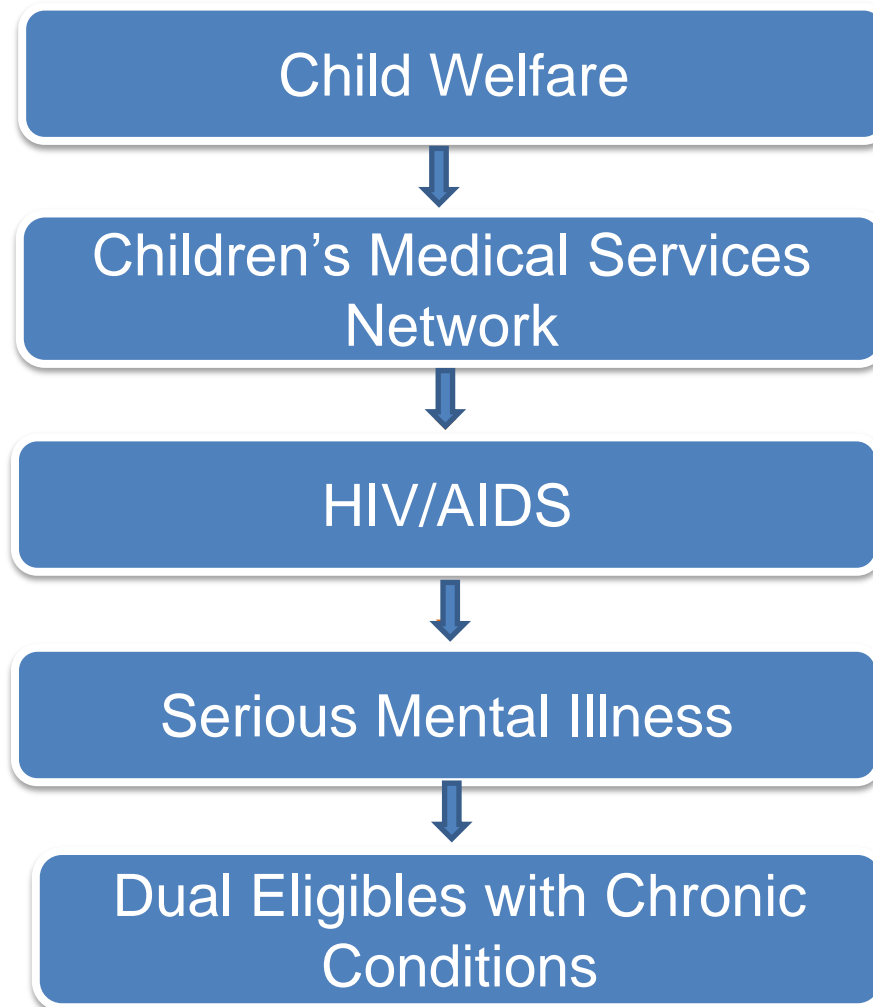 Child Welfare
Children’s Medical Services
Network
HIV/AIDS
Serious Mental Illness
Dual Eligibles with Chronic
Conditions